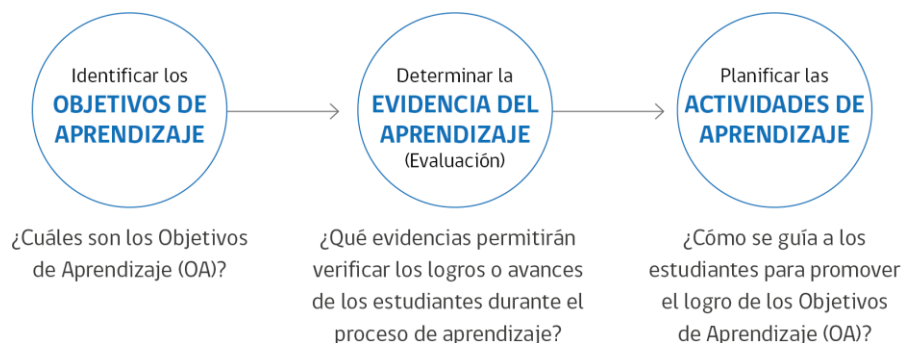 Identificar los
OBJETIVOS DE
APRENDIZAJE
¿Cuáles son los Objetivos
de Aprendizaje (OA)?
Determinar la
EVIDENCIA DEL
APRENDIZAJE
(Evaluación)
¿Qué evidencias permitirán
verificar los logros o avances
de los estudiantes durante el
proceso de aprendizaje?
Planificar las
ACTIVIDADES DE
APRENDIZAJE
¿Cómo se guía a los
estudiantes para promover
el logro de los Objetivos
de Aprendizaje (OA)?